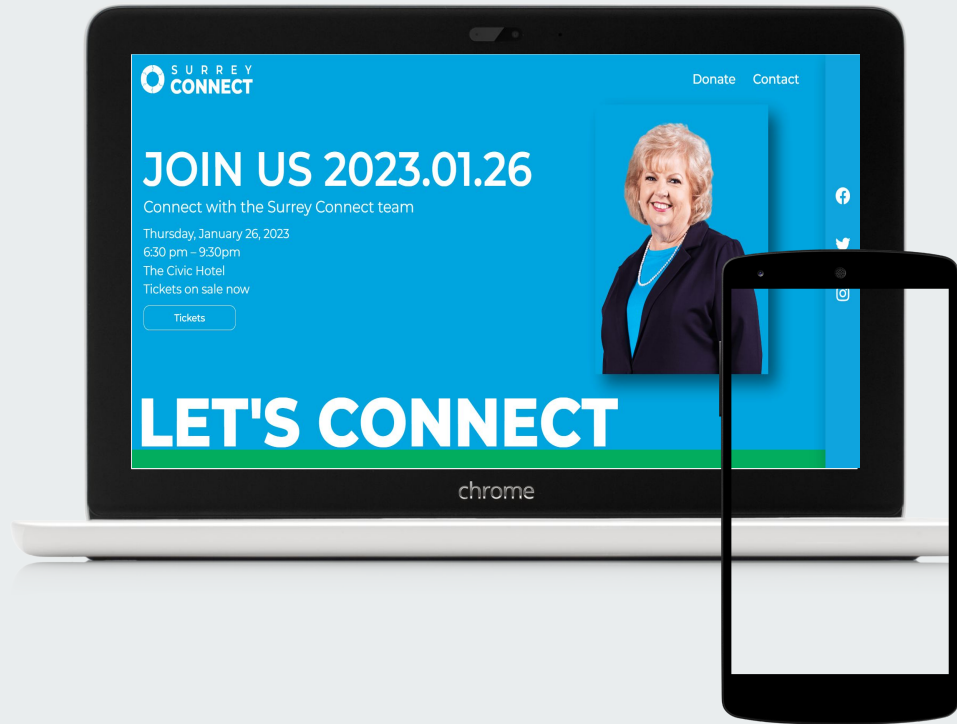 SURREY
CONNECT
Donate Contact
JOIN US 2023.01.26
Connect with the Surrey Connect team
Thursday, January 26, 2023
6:30 pm – 9:30pm
The Civic Hotel
Tickets on sale now
Tickets
LET'S CONNECT
chrome